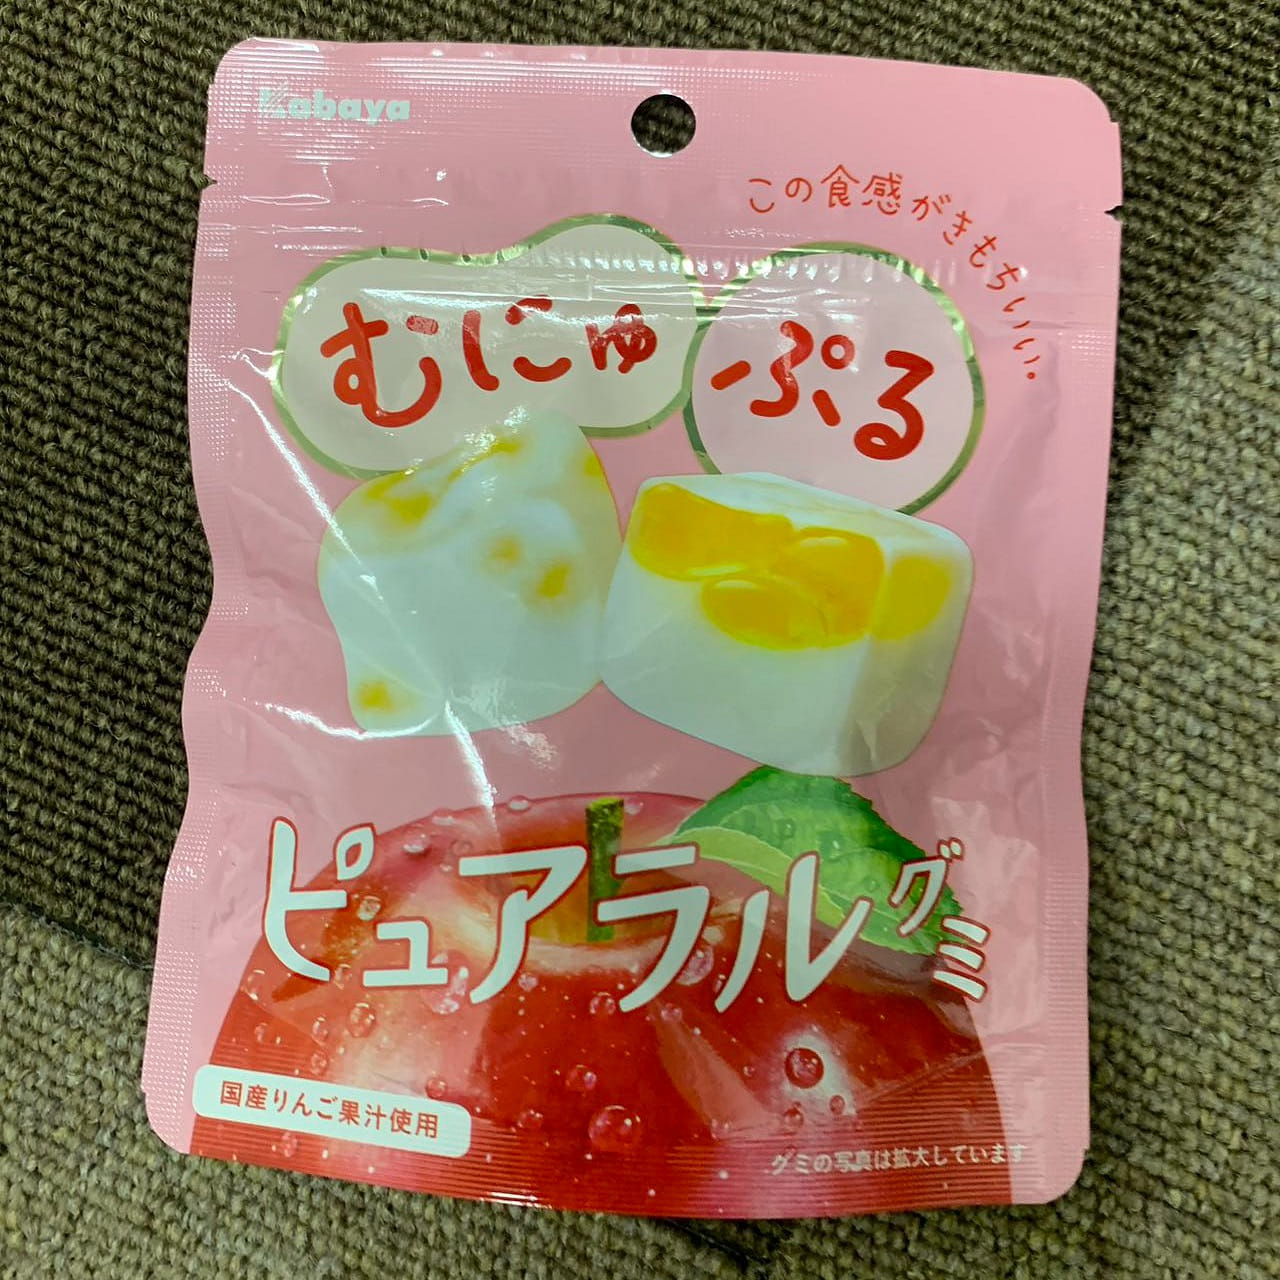 Kabaya
この食感がきもちいい。
むにゅ
ぷる
ピュアラルグミ
国産りんご果汁使用
グミの写真は拡大しています